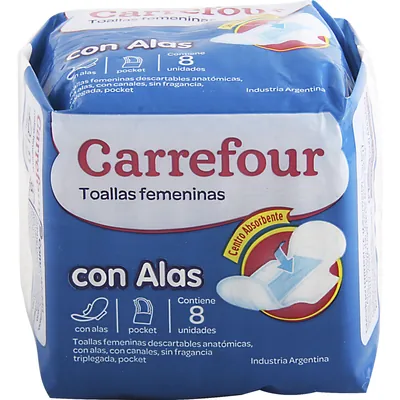 con Alas
con alas
pocket
Contiene
8
unidades
Toallas femeninas descartables anatómicas,
con alas, con canales, sin fragancia,
triplegada, pocket
Industria Argentina
Carrefour
Toallas femeninas
Centro Absorbente
con Alas
con alas
pocket
Contiene
8
unidades
Toallas femeninas descartables anatómicas,
con alas, con canales, sin fragancia
triplegada, pocket
Industria Argentina